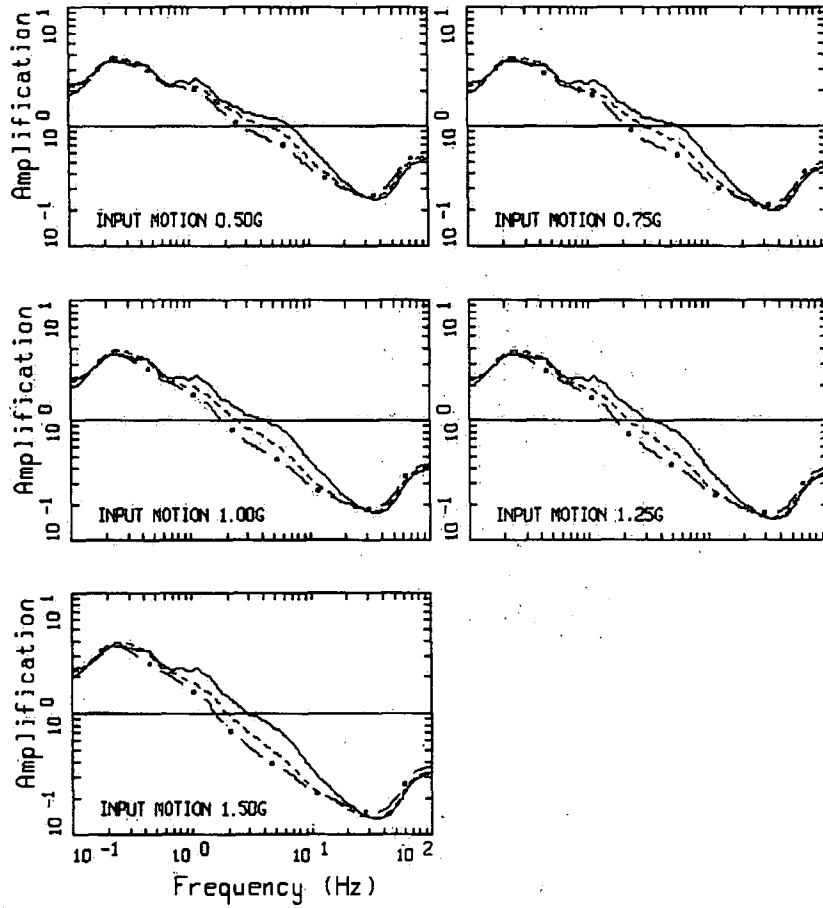 Amplification
10^1
10^0
10^-1
INPUT MOTION 0.50G
10^1
10^0
10^-1
INPUT MOTION 0.75G
Amplification
10^1
10^0
10^-1
INPUT MOTION 1.00G
10^1
10^0
10^-1
INPUT MOTION 1.25G
Amplification
10^1
10^0
10^-1
INPUT MOTION 1.50G
10^-1 10^0 10^1 10^2
Frequency (Hz)